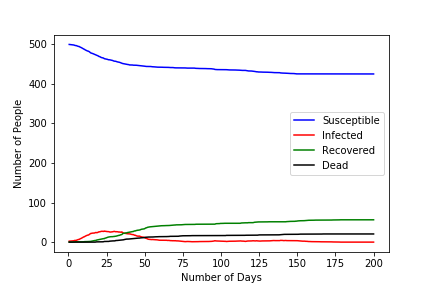 500
400
300
200
100
0
Number of People
Susceptible
Infected
Recovered
Dead
0 25 50 75 100 125 150 175 200
Number of Days